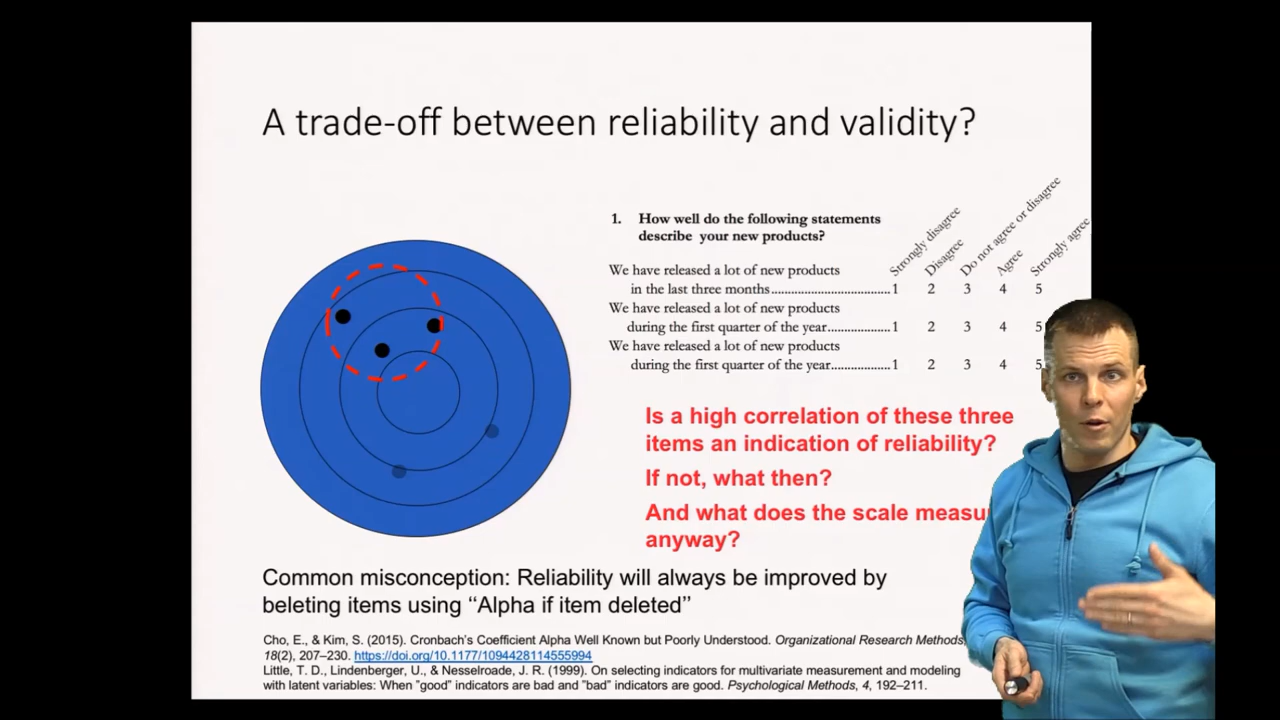 A trade-off between reliability and validity?
1. How well do the following statements
describe your new products?
Strongly disagree
Disagree
Do not agree or disagree
Agree
Strongly agree
We have released a lot of new products
in the last three months....................................1 2 3 4 5
We have released a lot of new products
during the first quarter of the year..................1 2 3 4 5
We have released a lot of new products
during the first quarter of the year..................1 2 3 4 5
Is a high correlation of these three
items an indication of reliability?
If not, what then?
And what does the scale
anyway?
Common misconception: Reliability will always be improved by
beleting items using “Alpha if item deleted”
Cho, E., & Kim, S. (2015). Cronbach’s Coefficient Alpha Well Known but Poorly Understood. Organizational Research Methods,
18(2), 207–230. https://doi.org/10.1177/1094428114555994
Little, T. D., Lindenberger, U., & Nesselroade, J. R. (1999). On selecting indicators for multivariate measurement and modeling
with latent variables: When "good" indicators are bad and "bad" indicators are good. Psychological Methods, 4, 192–211.